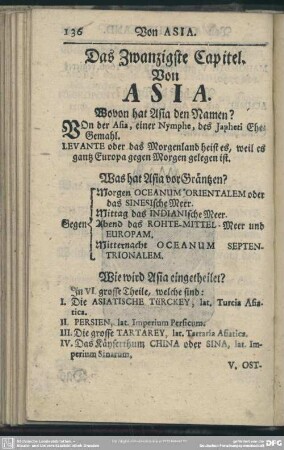 136 Von ASIA.
Das Zwanzigste Capitel.
Von
ASIA.
Wovon hat Asia den Namen?
VOn der Asia, einer Nymphe, des Japheti Ehe-
Gemahl.
LEVANTE oder das Morgenland heist es, weil es
gantz Europa gegen Morgen gelegen ist.
Was hat Asia vor Gräntzen?
Morgen OCEANUM ORIENTALEM oder
das SINESIsche Meer.
Mittag das INDIANIsche Meer.
Gegen Abend das ROHTE-MITTEL-Meer und
EUROPAM,
Mitternacht OCEANUM SEPTEN-
TRIONALEM.
Wie wird Asia eingetheilet?
In VI. grosse Theile, welche sind:
I. Die ASIATISCHE TÜRCKEY, lat. Turcia Asia-
tica.
II. PERSIEN, lat. Imperium Persicum.
III. Die grosse TARTAREY, lat. Tartaria Asiatica.
IV. Das Käyserthum CHINA oder SINA, lat. Im-
perium Sinarum.
V. OST-